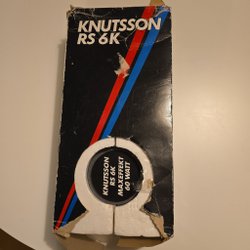 KNUTSSON
RS 6K
KNUTSSON
RS 6K
MAXEFFEKT
60 WATT